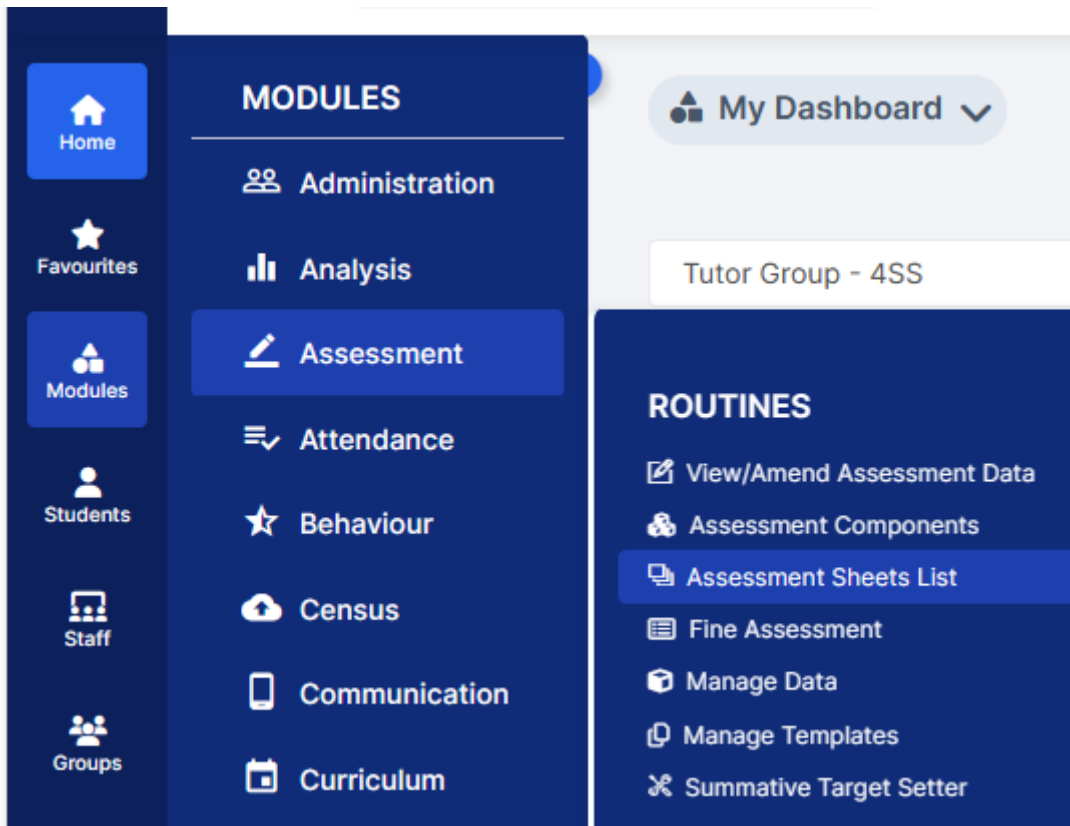 Home
Favourites
Modules
Students
Staff
Groups
MODULES
Administration
Analysis
Assessment
Attendance
Behaviour
Census
Communication
Curriculum
My Dashboard
Tutor Group - 4SS
ROUTINES
View/Amend Assessment Data
Assessment Components
Assessment Sheets List
Fine Assessment
Manage Data
Manage Templates
Summative Target Setter